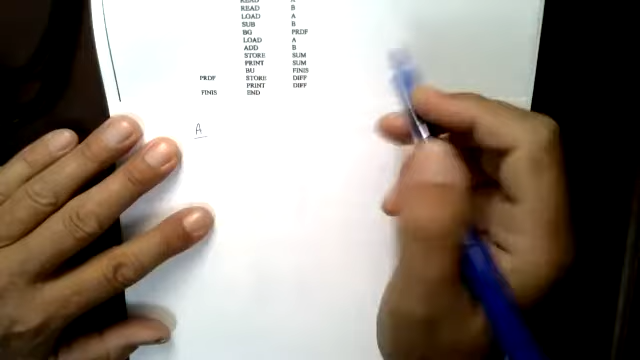 READ A
READ B
LOAD A
SUB B
BG PRDF
LOAD A
ADD B
STORE SUM
PRINT SUM
BU FINIS
PRDF STORE DIFF
PRINT DIFF
FINIS END
A